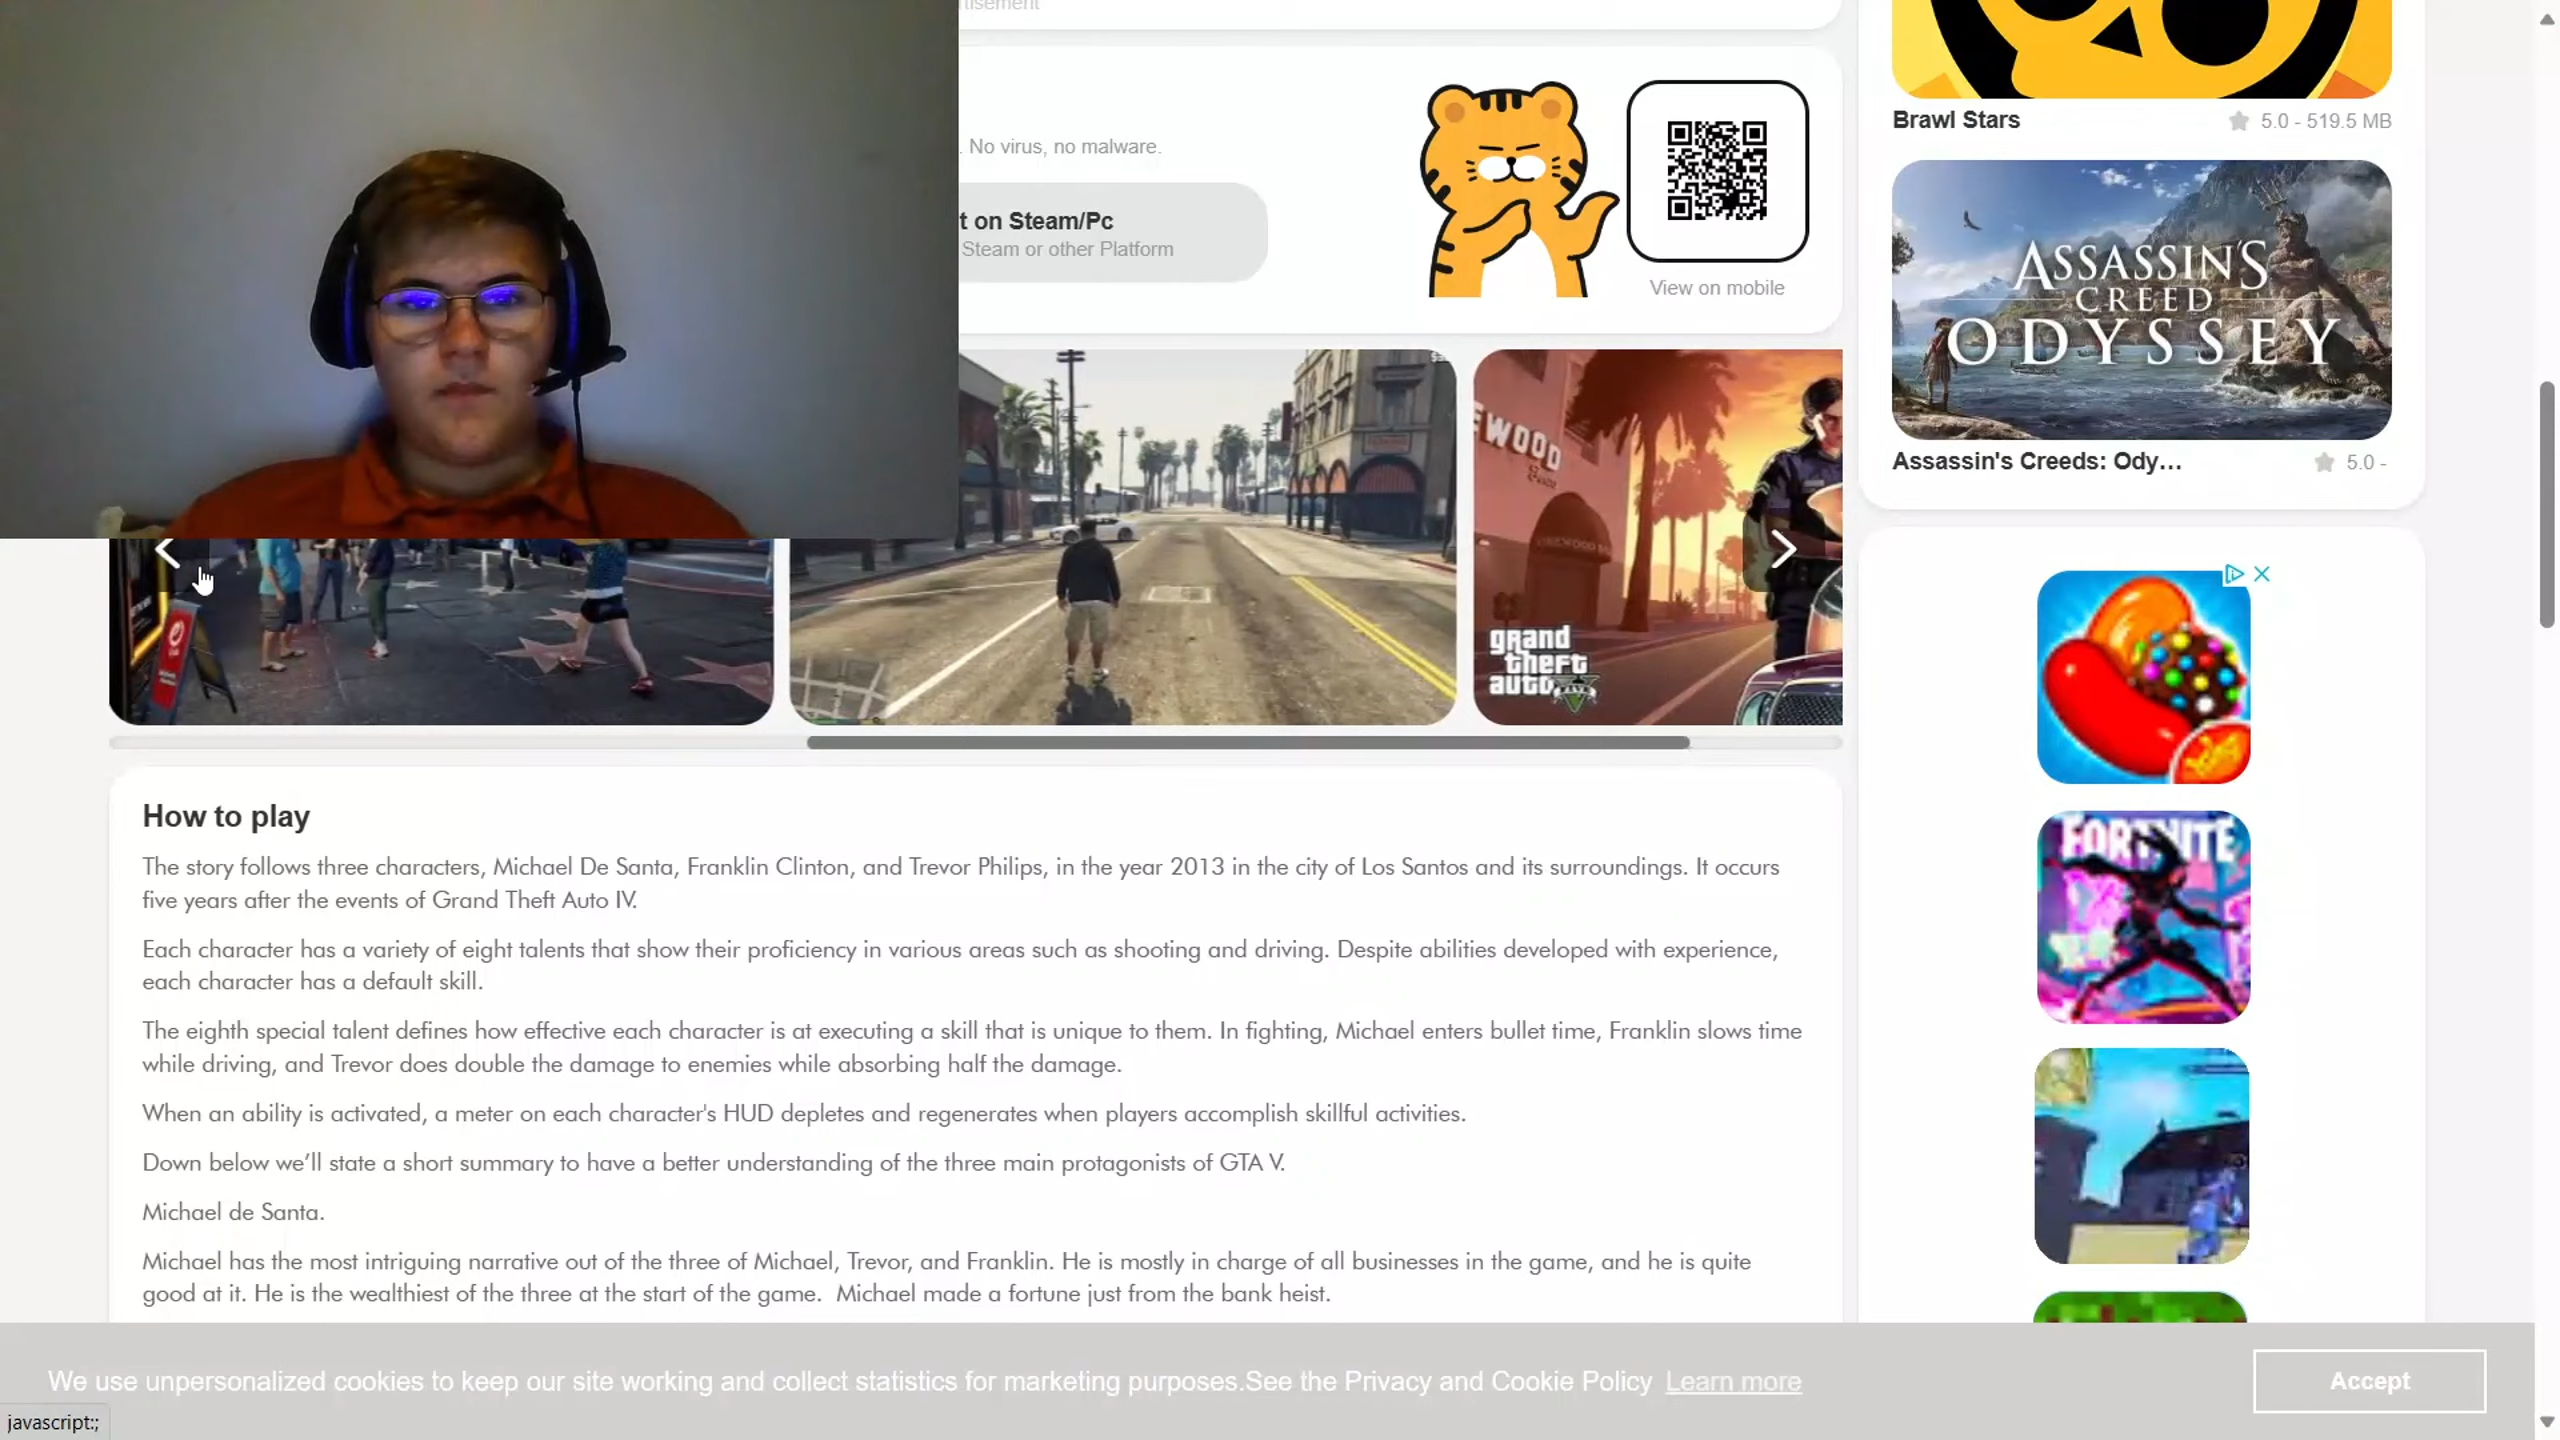 . No virus, no malware.
t on Steam/Pc
Steam or other Platform
View on mobile
Brawl Stars
5.0 - 519.5 MB
ASSASSIN'S
CREED
ODYSSEY
Assassin's Creeds: Ody...
5.0 -
EWOOD
grand
theft
auto
FORTNITE
How to play
The story follows three characters, Michael De Santa, Franklin Clinton, and Trevor Philips, in the year 2013 in the city of Los Santos and its surroundings. It occurs
five years after the events of Grand Theft Auto IV.
Each character has a variety of eight talents that show their proficiency in various areas such as shooting and driving. Despite abilities developed with experience,
each character has a default skill.
The eighth special talent defines how effective each character is at executing a skill that is unique to them. In fighting, Michael enters bullet time, Franklin slows time
while driving, and Trevor does double the damage to enemies while absorbing half the damage.
When an ability is activated, a meter on each character's HUD depletes and regenerates when players accomplish skillful activities.
Down below we’ll state a short summary to have a better understanding of the three main protagonists of GTA V.
Michael de Santa.
Michael has the most intriguing narrative out of the three of Michael, Trevor, and Franklin. He is mostly in charge of all businesses in the game, and he is quite
good at it. He is the wealthiest of the three at the start of the game.  Michael made a fortune just from the bank heist.
We use unpersonalized cookies to keep our site working and collect statistics for marketing purposes.See the Privacy and Cookie Policy Learn more
Accept
javascript:;